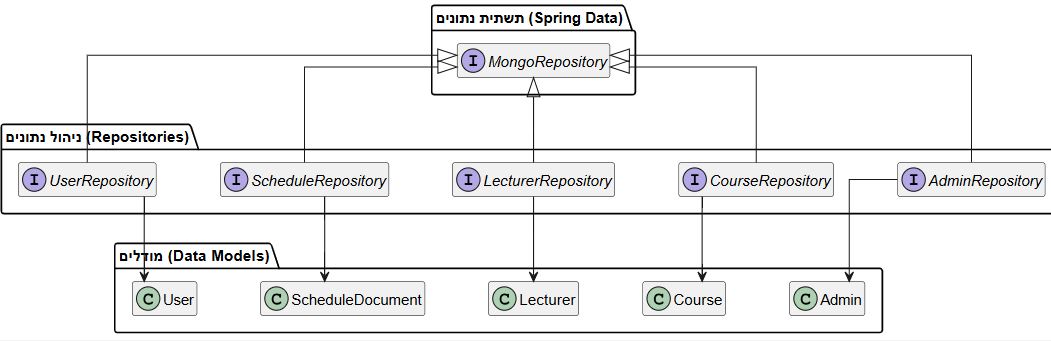 תשתית נתונים (Spring Data)
I MongoRepository
ניהול נתונים (Repositories)
I UserRepository
I ScheduleRepository
I LecturerRepository
I CourseRepository
I AdminRepository
מודלים (Data Models)
C User
C ScheduleDocument
C Lecturer
C Course
C Admin